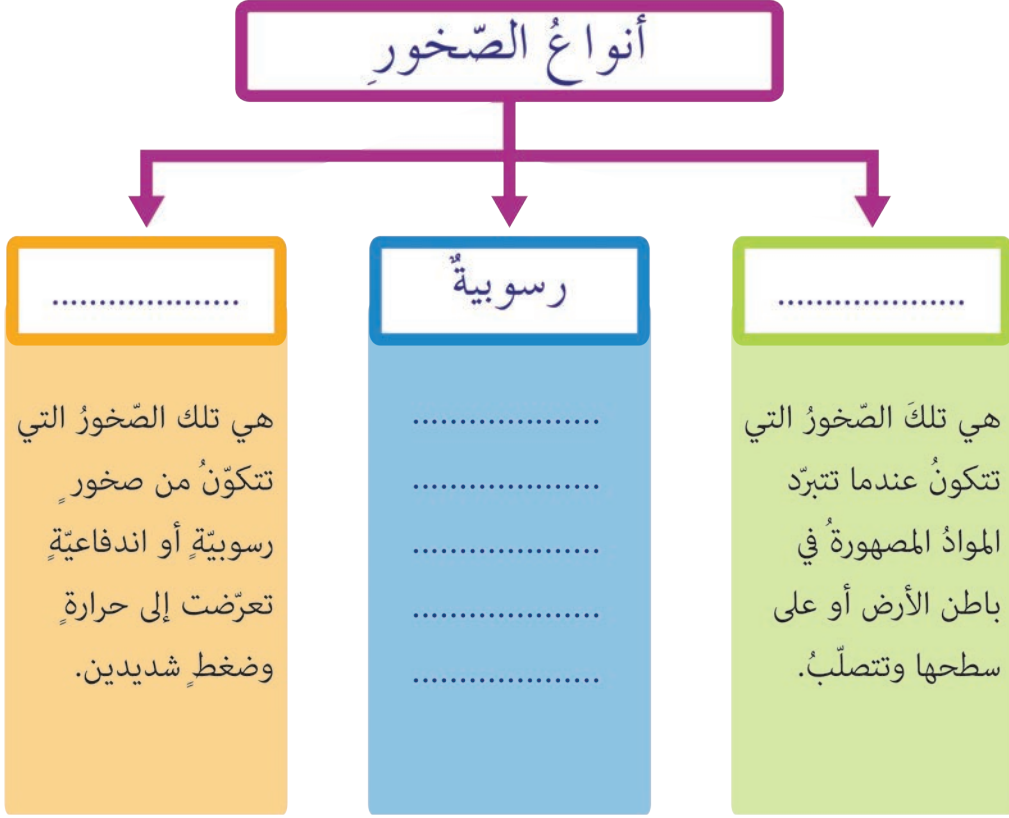 أنواعُ الصّخورِ
....................
هي تلكَ الصّخورُ التي
تتكونُ عندما تتبرّد
الموادُ المصهورةُ في
باطن الأرض أو على
سطحها وتتصلّبُ.
رسوبيةٌ
....................
....................
....................
....................
....................
....................
هي تلك الصّخورُ التي
تتكوّنُ من صخورٍ
رسوبيّةٍ أو اندفاعيّةٍ
تعرّضت إلى حرارةٍ
وضغطٍ شديدين.